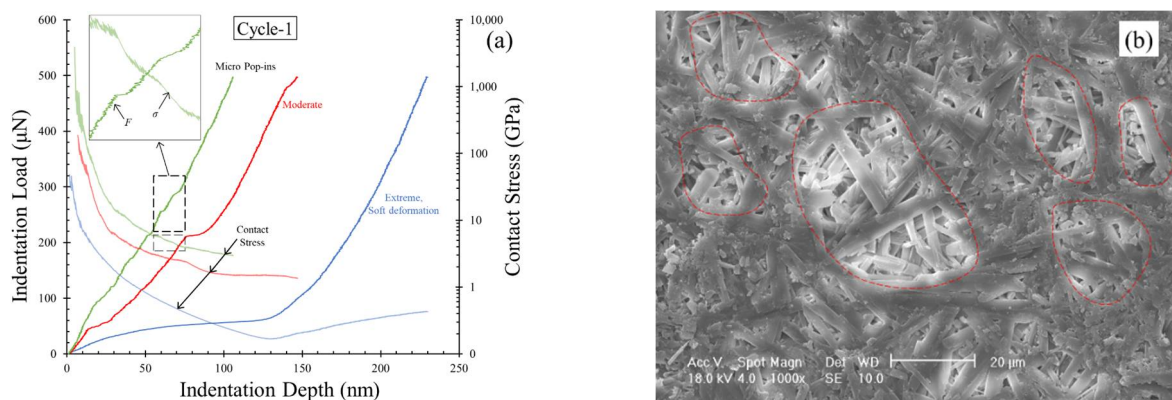 Cycle-1
(a)
Micro Pop-ins
Moderate
Extreme,
Soft deformation
Contact
Stress
F
σ
Indentation Load (µN)
600
500
400
300
200
100
0
Contact Stress (GPa)
10,000
1,000
100
10
1
0
0
50
100
150
200
250
Indentation Depth (nm)
(b)
Acc.V Spot Magn Det WD
18.0 kV 4.0 1000x SE 10.0
20 µm